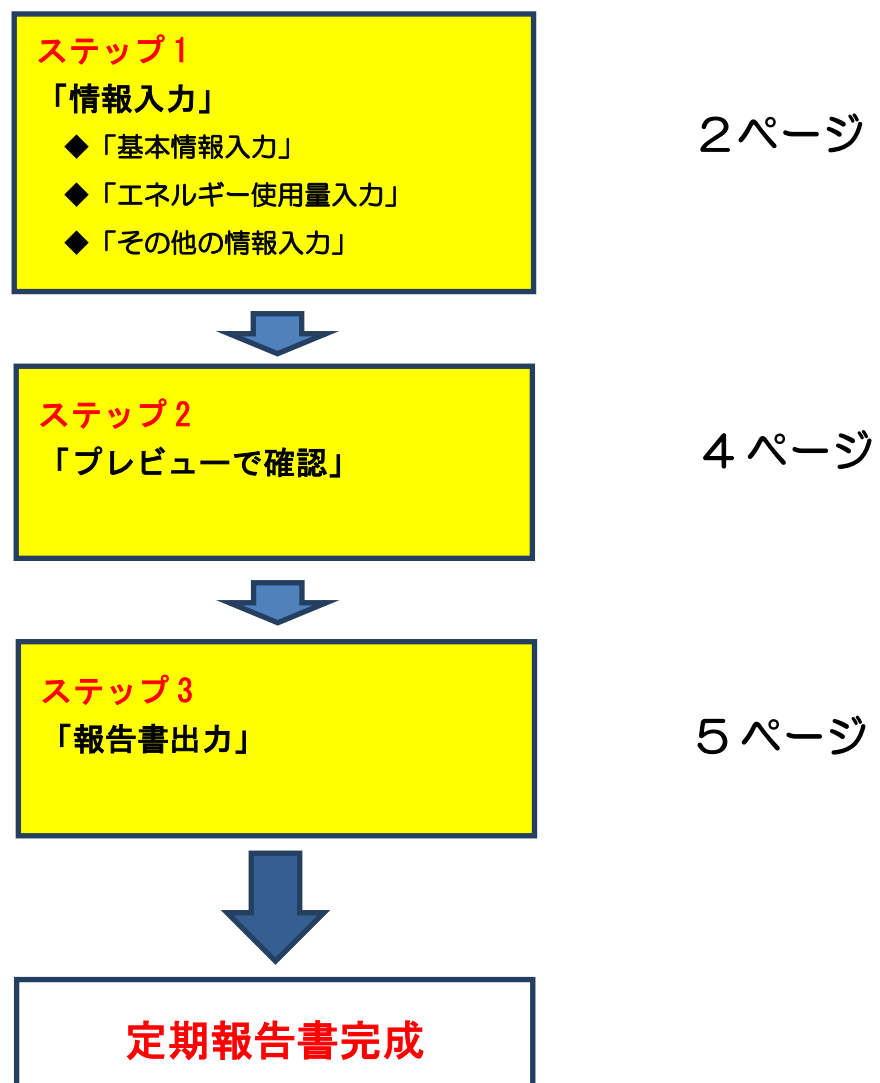 ステップ1
「情報入力」
◆「基本情報入力」
◆「エネルギー使用量入力」
◆「その他の情報入力」
２ページ
ステップ2
「プレビューで確認」
４ページ
ステップ3
「報告書出力」
５ページ
定期報告書完成